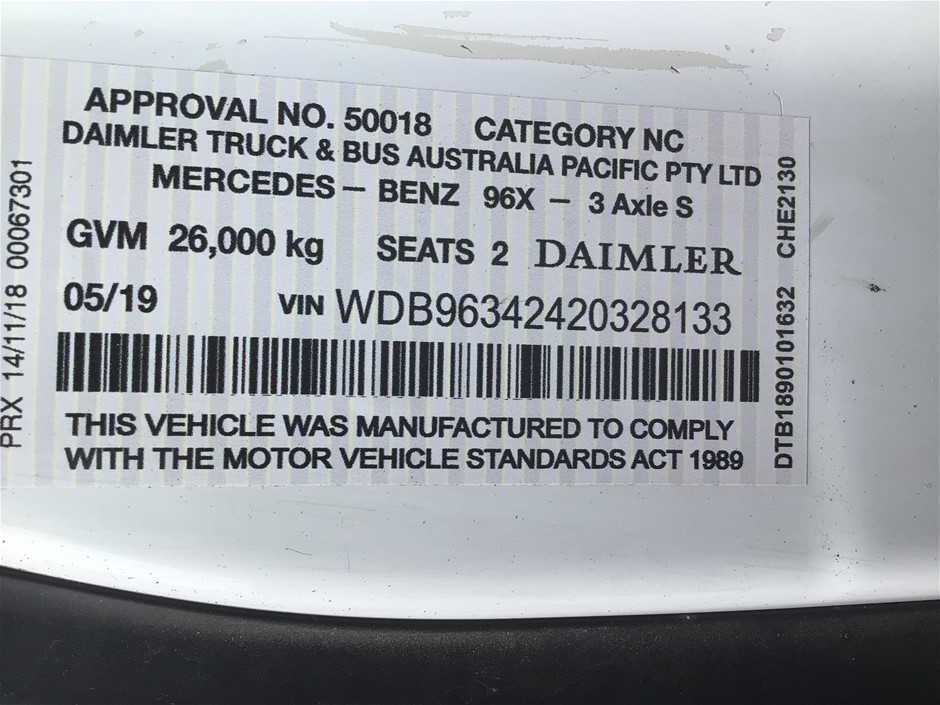 APPROVAL NO. 50018 CATEGORY NC
DAIMLER TRUCK & BUS AUSTRALIA PACIFIC PTY LTD
MERCEDES – BENZ 96X – 3 Axle S
GVM 26,000 kg SEATS 2 DAIMLER
05/19 VIN WDB96342420328133
THIS VEHICLE WAS MANUFACTURED TO COMPLY
WITH THE MOTOR VEHICLE STANDARDS ACT 1989
PRX 14/11/18 00067301
DTB1890101632 CHE2130